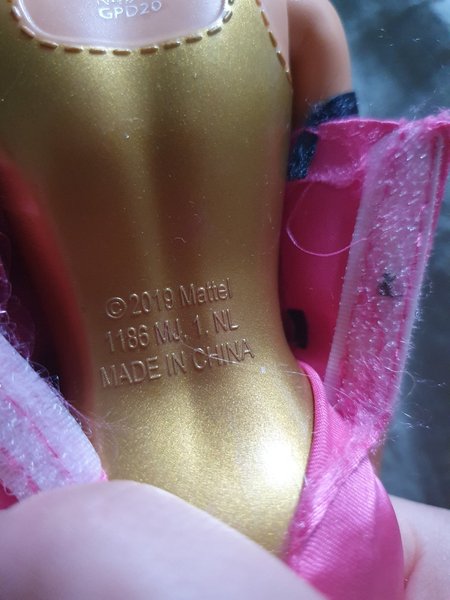 GPD20
© 2019 Mattel
1186 MJ, 1, NL
MADE IN CHINA